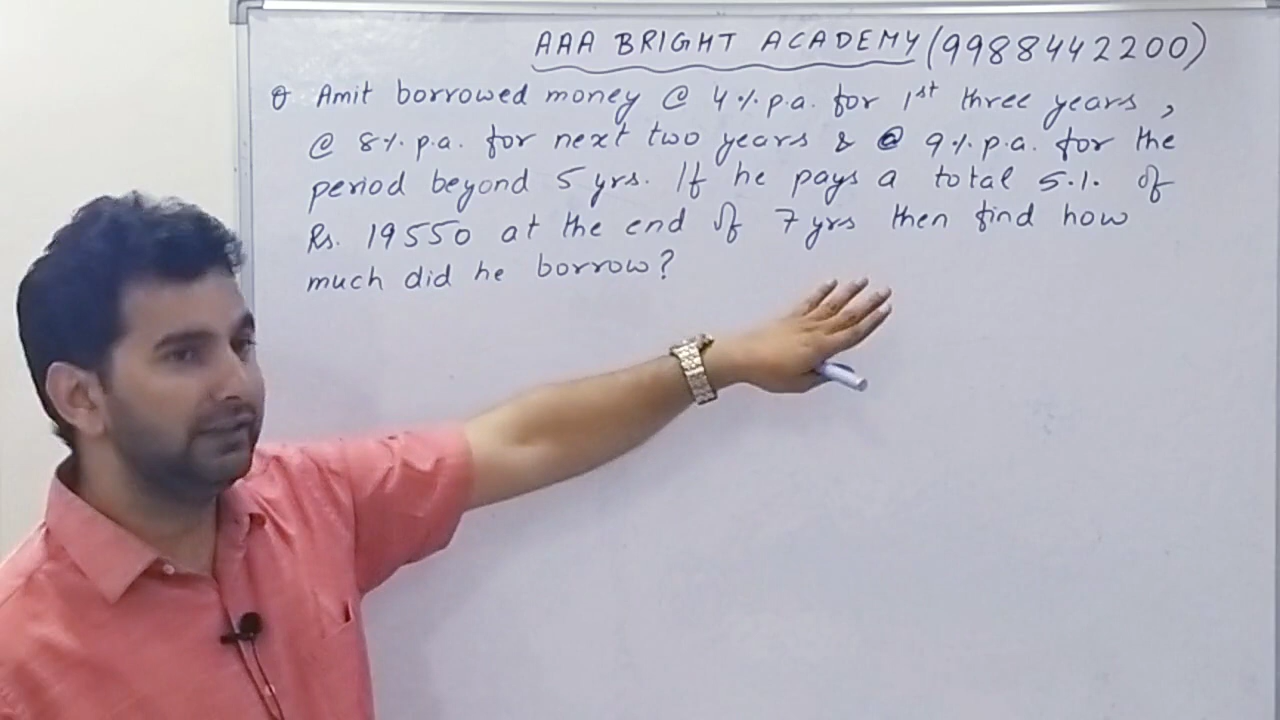 AAA BRIGHT ACADEMY (9988442200)
Q Amit borrowed money @ 4% p.a. for 1st three years,
@ 8% p.a. for next two years & @ 9% p.a. for the
period beyond 5 yrs. If he pays a total S.I. of
Rs. 19550 at the end of 7 yrs then find how
much did he borrow?